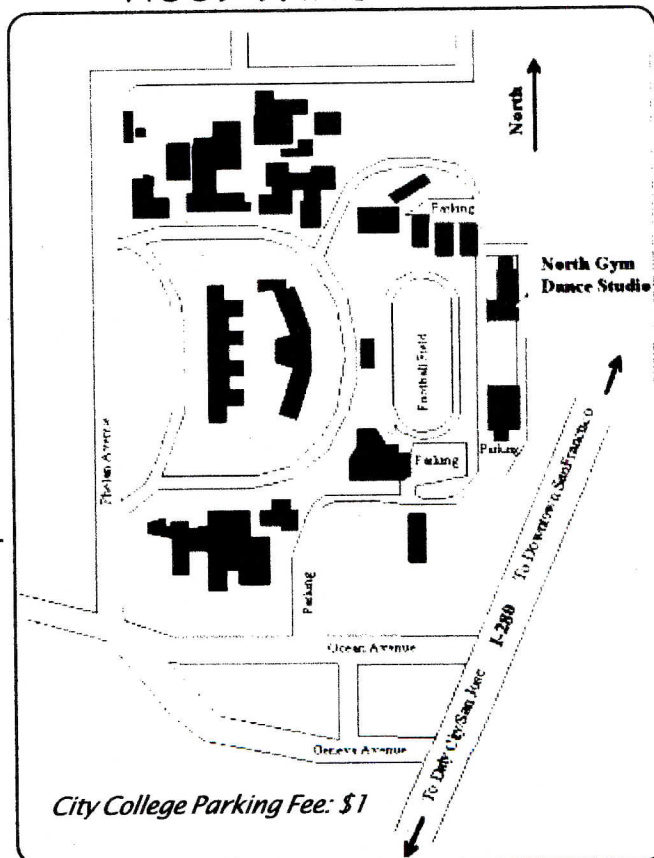 North
Parking
North Gym
Dance Studio
Football Field
Phelan Avenue
Parking
Parking
To Downtown San Francisco
I-280
To Daly City/San Jose
Parking
Ocean Avenue
Geneva Avenue
City College Parking Fee: $1